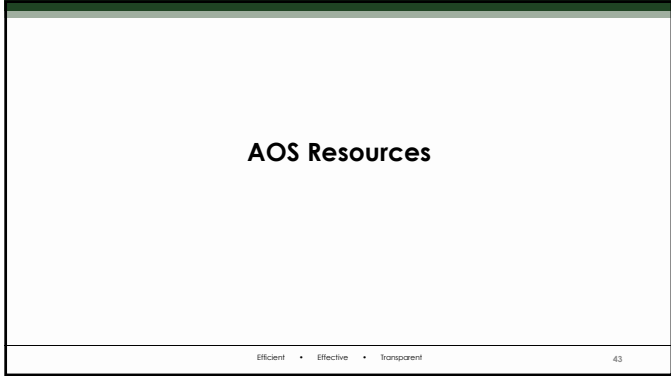 AOS Resources
Efficient • Effective • Transparent
43